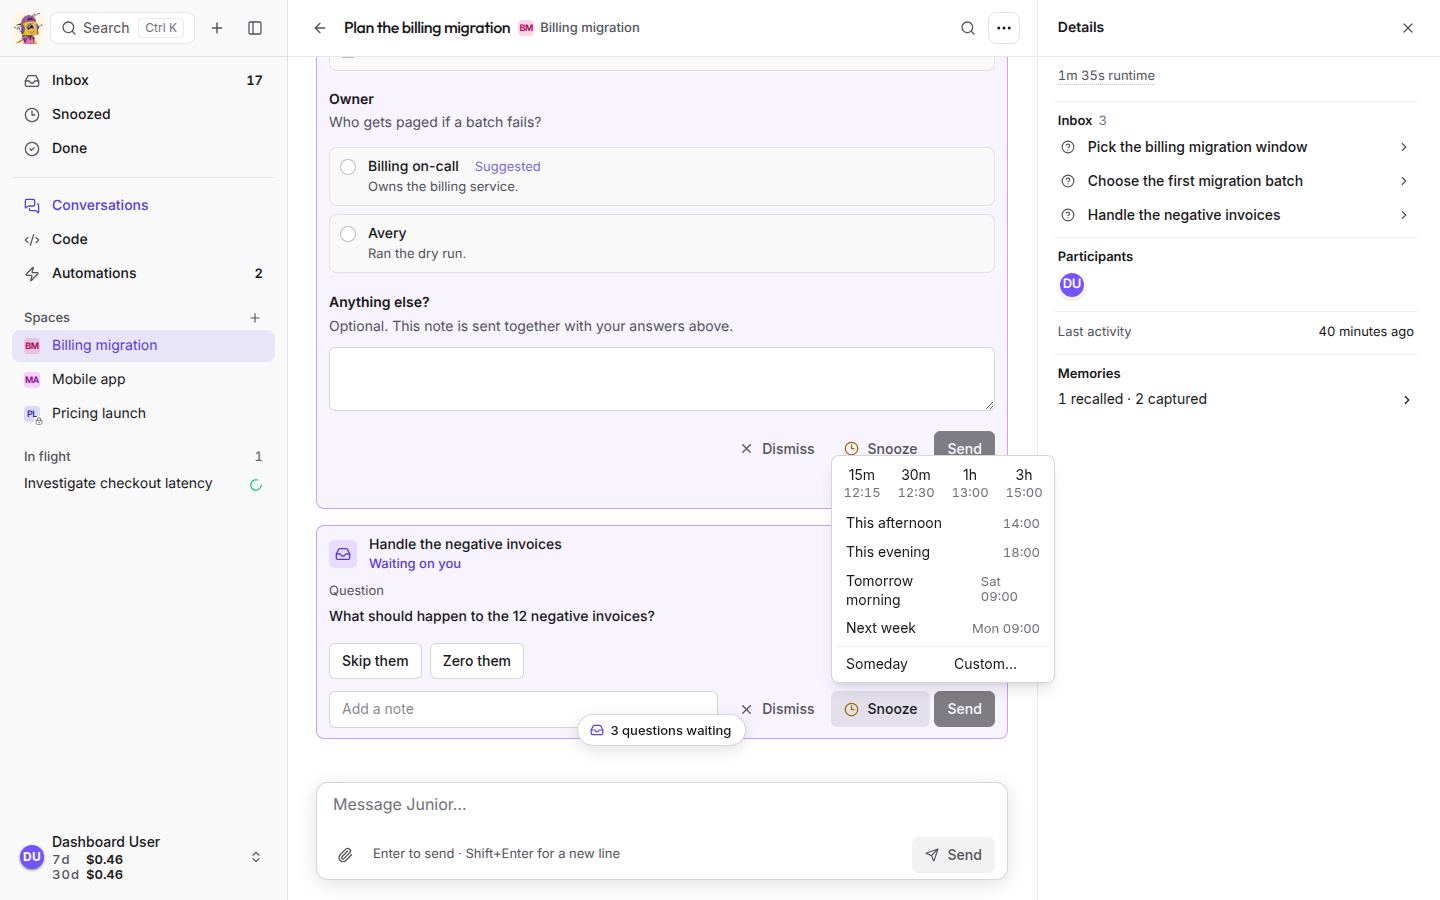 Search Ctrl K
Inbox 17
Snoozed
Done
Conversations
Code
Automations 2
Spaces
BM Billing migration
MA Mobile app
PL Pricing launch
In flight 1
Investigate checkout latency
DU Dashboard User
7d $0.46
30d $0.46
Plan the billing migration BM Billing migration
Owner
Who gets paged if a batch fails?
Billing on-call Suggested
Owns the billing service.
Avery
Ran the dry run.
Anything else?
Optional. This note is sent together with your answers above.
Dismiss Snooze Send
15m 30m 1h 3h
12:15 12:30 13:00 15:00
This afternoon 14:00
This evening 18:00
Tomorrow morning Sat 09:00
Next week Mon 09:00
Someday Custom...
Handle the negative invoices
Waiting on you
Question
What should happen to the 12 negative invoices?
Skip them Zero them
Add a note Dismiss Snooze Send
3 questions waiting
Message Junior...
Enter to send · Shift+Enter for a new line Send
Details
1m 35s runtime
Inbox 3
Pick the billing migration window
Choose the first migration batch
Handle the negative invoices
Participants
DU
Last activity 40 minutes ago
Memories
1 recalled · 2 captured